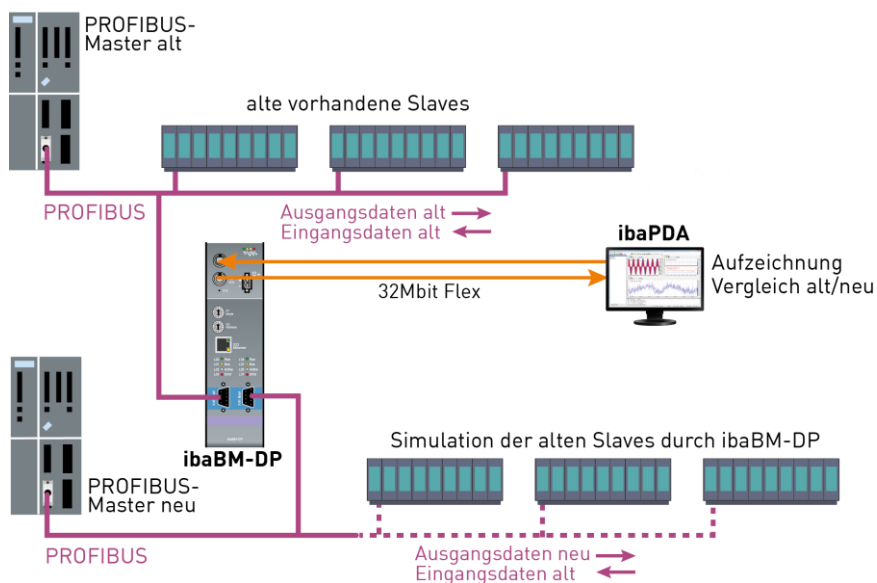 PROFIBUS-
Master alt
alte vorhandene Slaves
PROFIBUS
Ausgangsdaten alt
Eingangsdaten alt
ibaPDA
Aufzeichnung
Vergleich alt/neu
32Mbit Flex
ibaBM-DP
Simulation der alten Slaves durch ibaBM-DP
PROFIBUS-
Master neu
PROFIBUS
Ausgangsdaten neu
Eingangsdaten alt